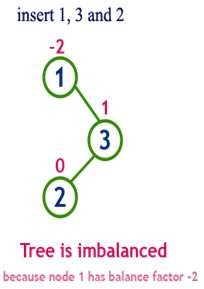 insert 1, 3 and 2
-2
1
1
3
0
2
Tree is imbalanced
because node 1 has balance factor -2